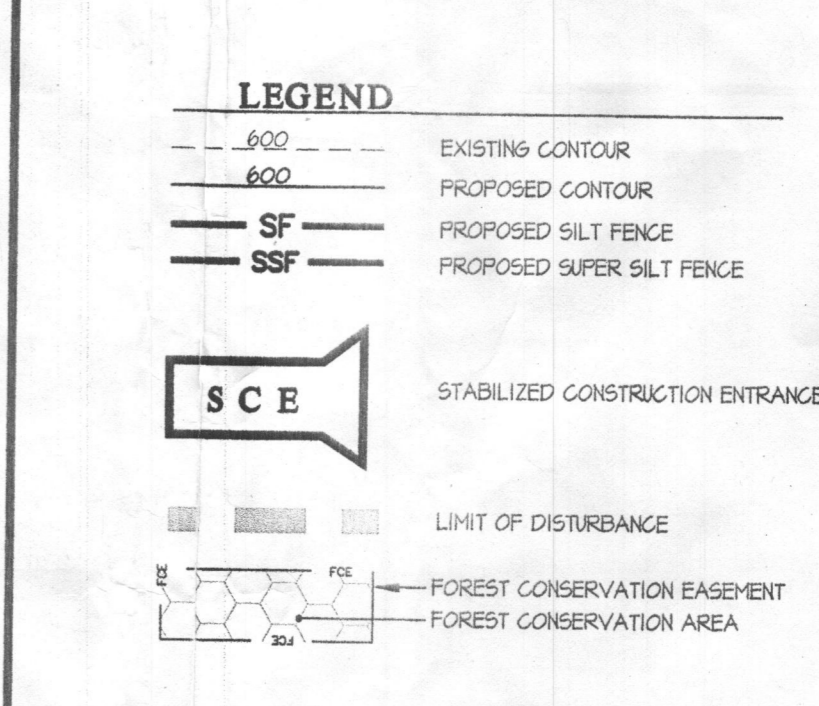 LEGEND
600 EXISTING CONTOUR
600 PROPOSED CONTOUR
SF PROPOSED SILT FENCE
SSF PROPOSED SUPER SILT FENCE
SCE STABILIZED CONSTRUCTION ENTRANCE
LIMIT OF DISTURBANCE
FCE FCE
FOREST CONSERVATION EASEMENT
FOREST CONSERVATION AREA
FCE